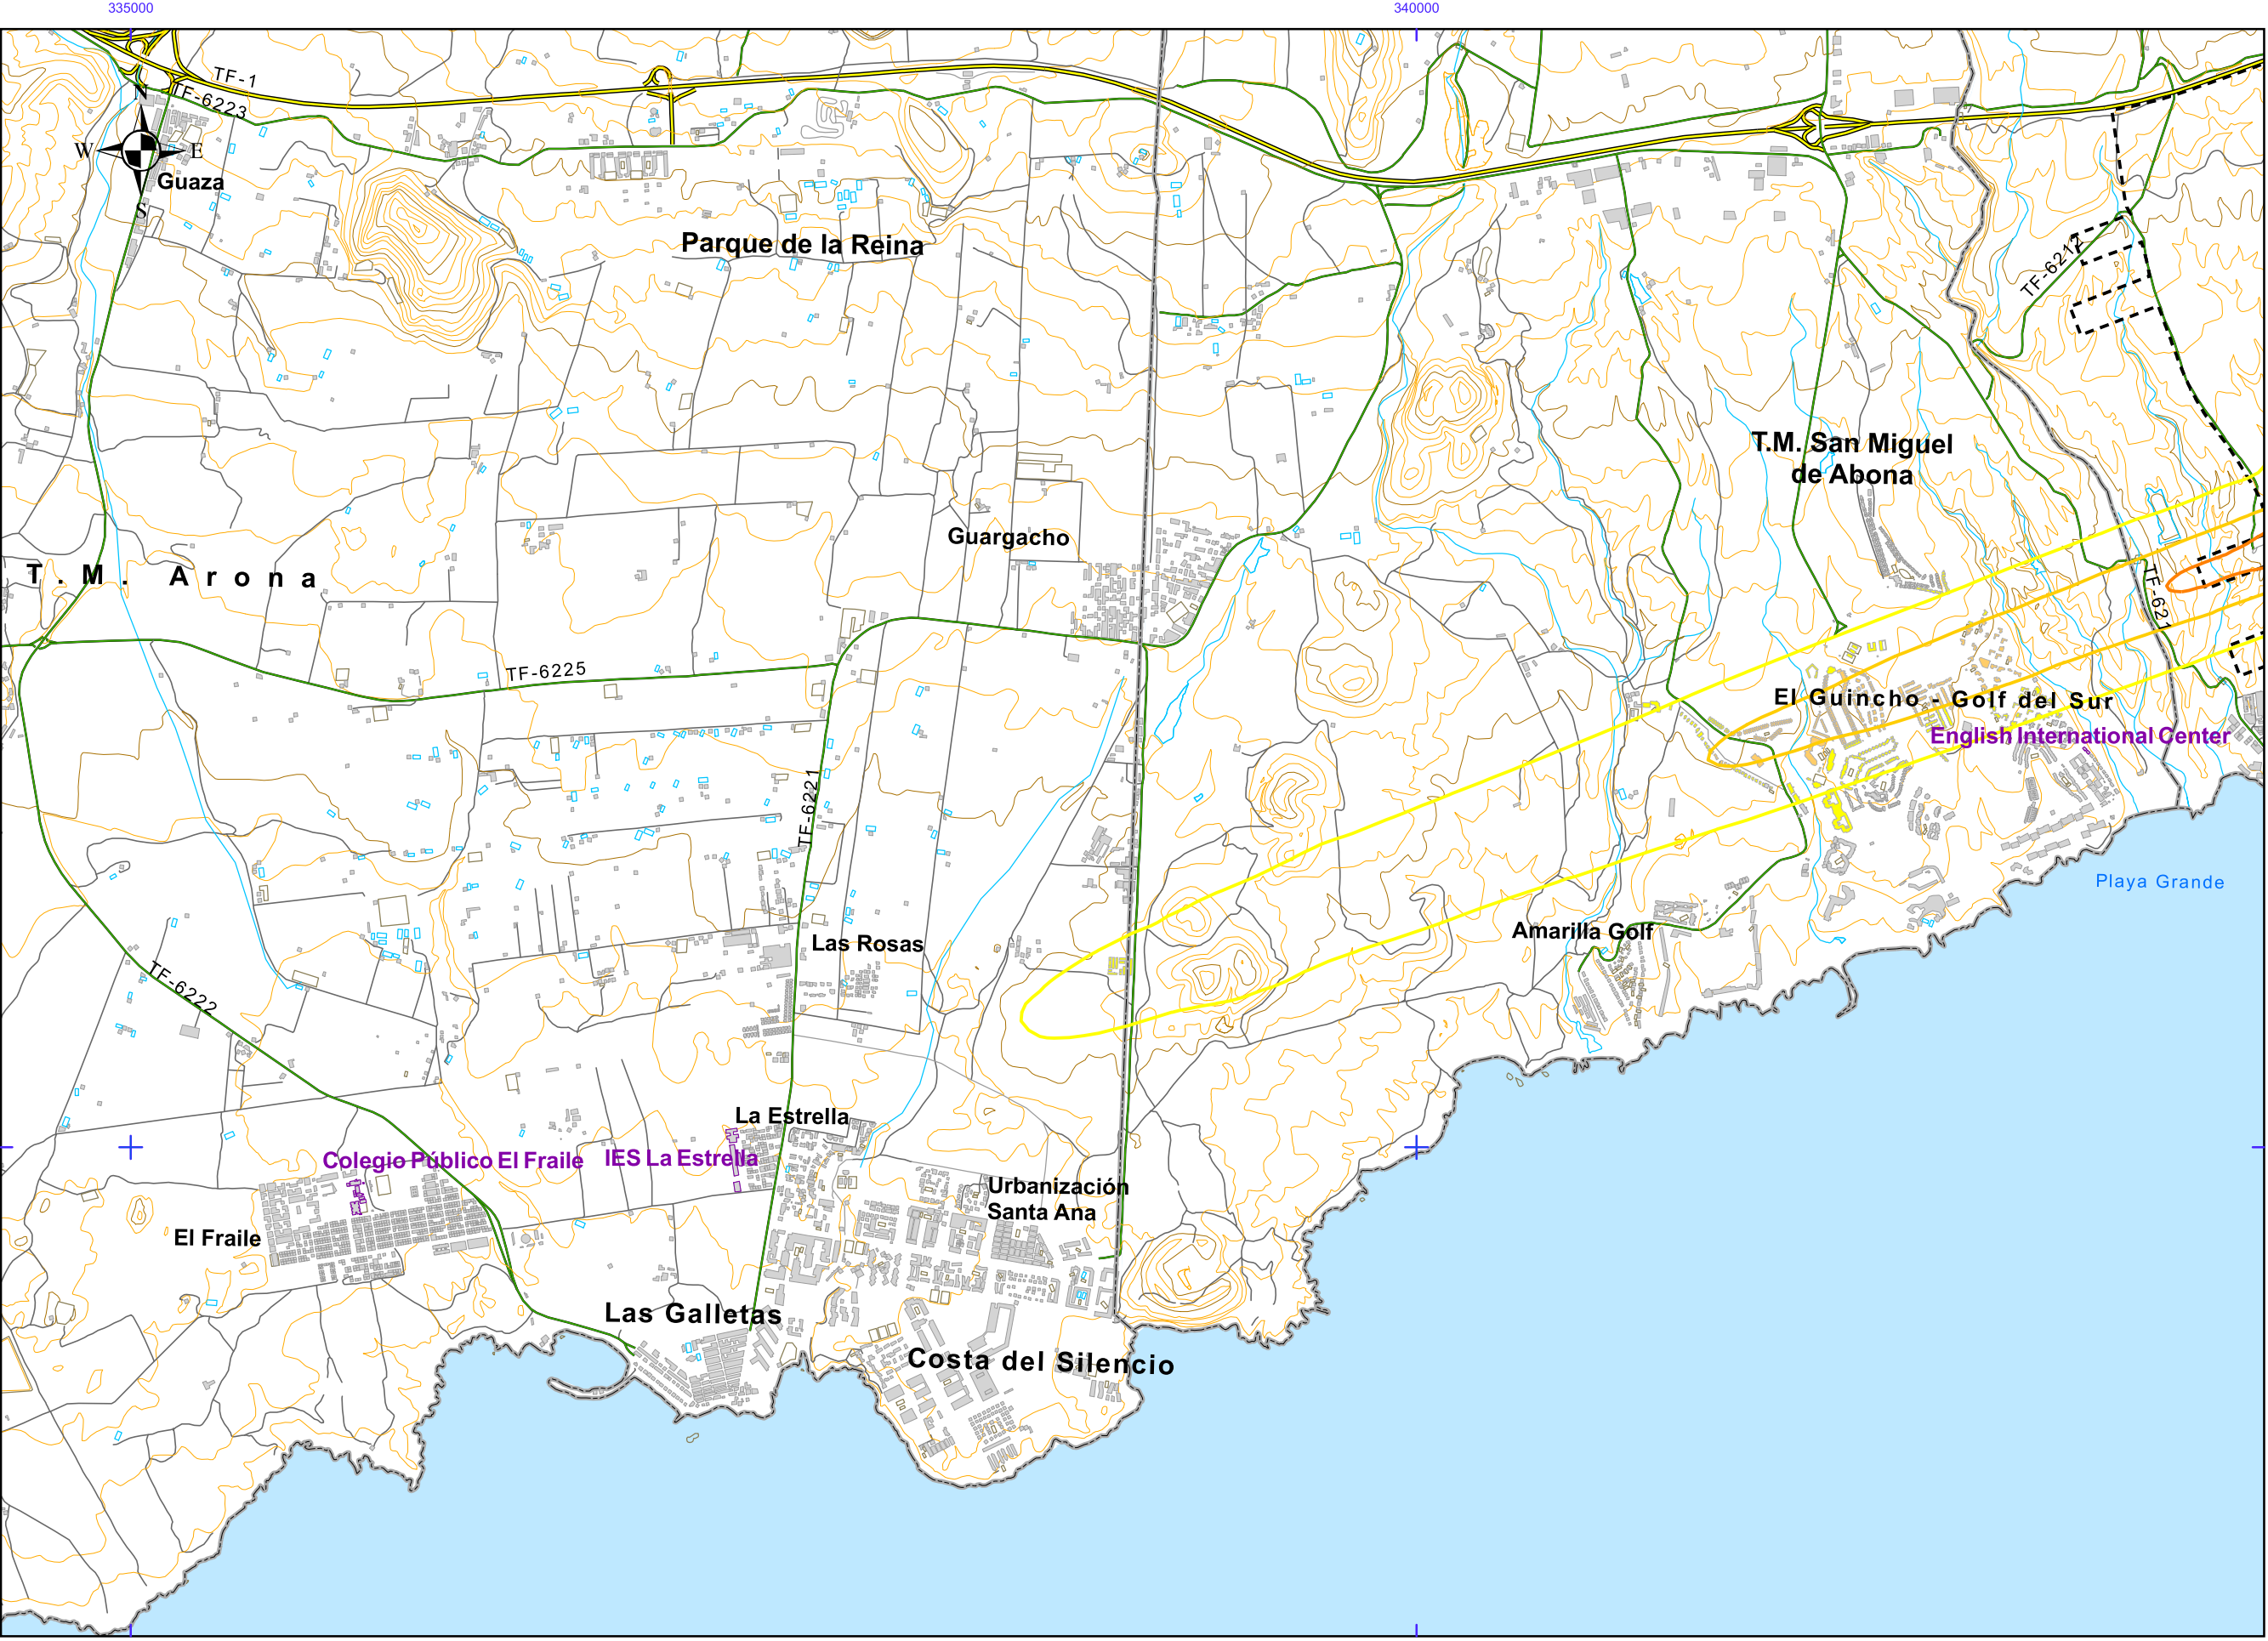 335000
340000
TF-1
TF-6223
N
W
E
S
Guaza
Parque de la Reina
TF-6212
T.M. San Miguel
de Abona
Guargacho
T.M. Arona
TF-621
TF-6225
El Guincho - Golf del Sur
English International Center
TF-6221
Playa Grande
Amarilla Golf
Las Rosas
TF-6222
La Estrella
Colegio Público El Fraile
IES La Estrella
Urbanización
Santa Ana
El Fraile
Las Galletas
Costa del Silencio